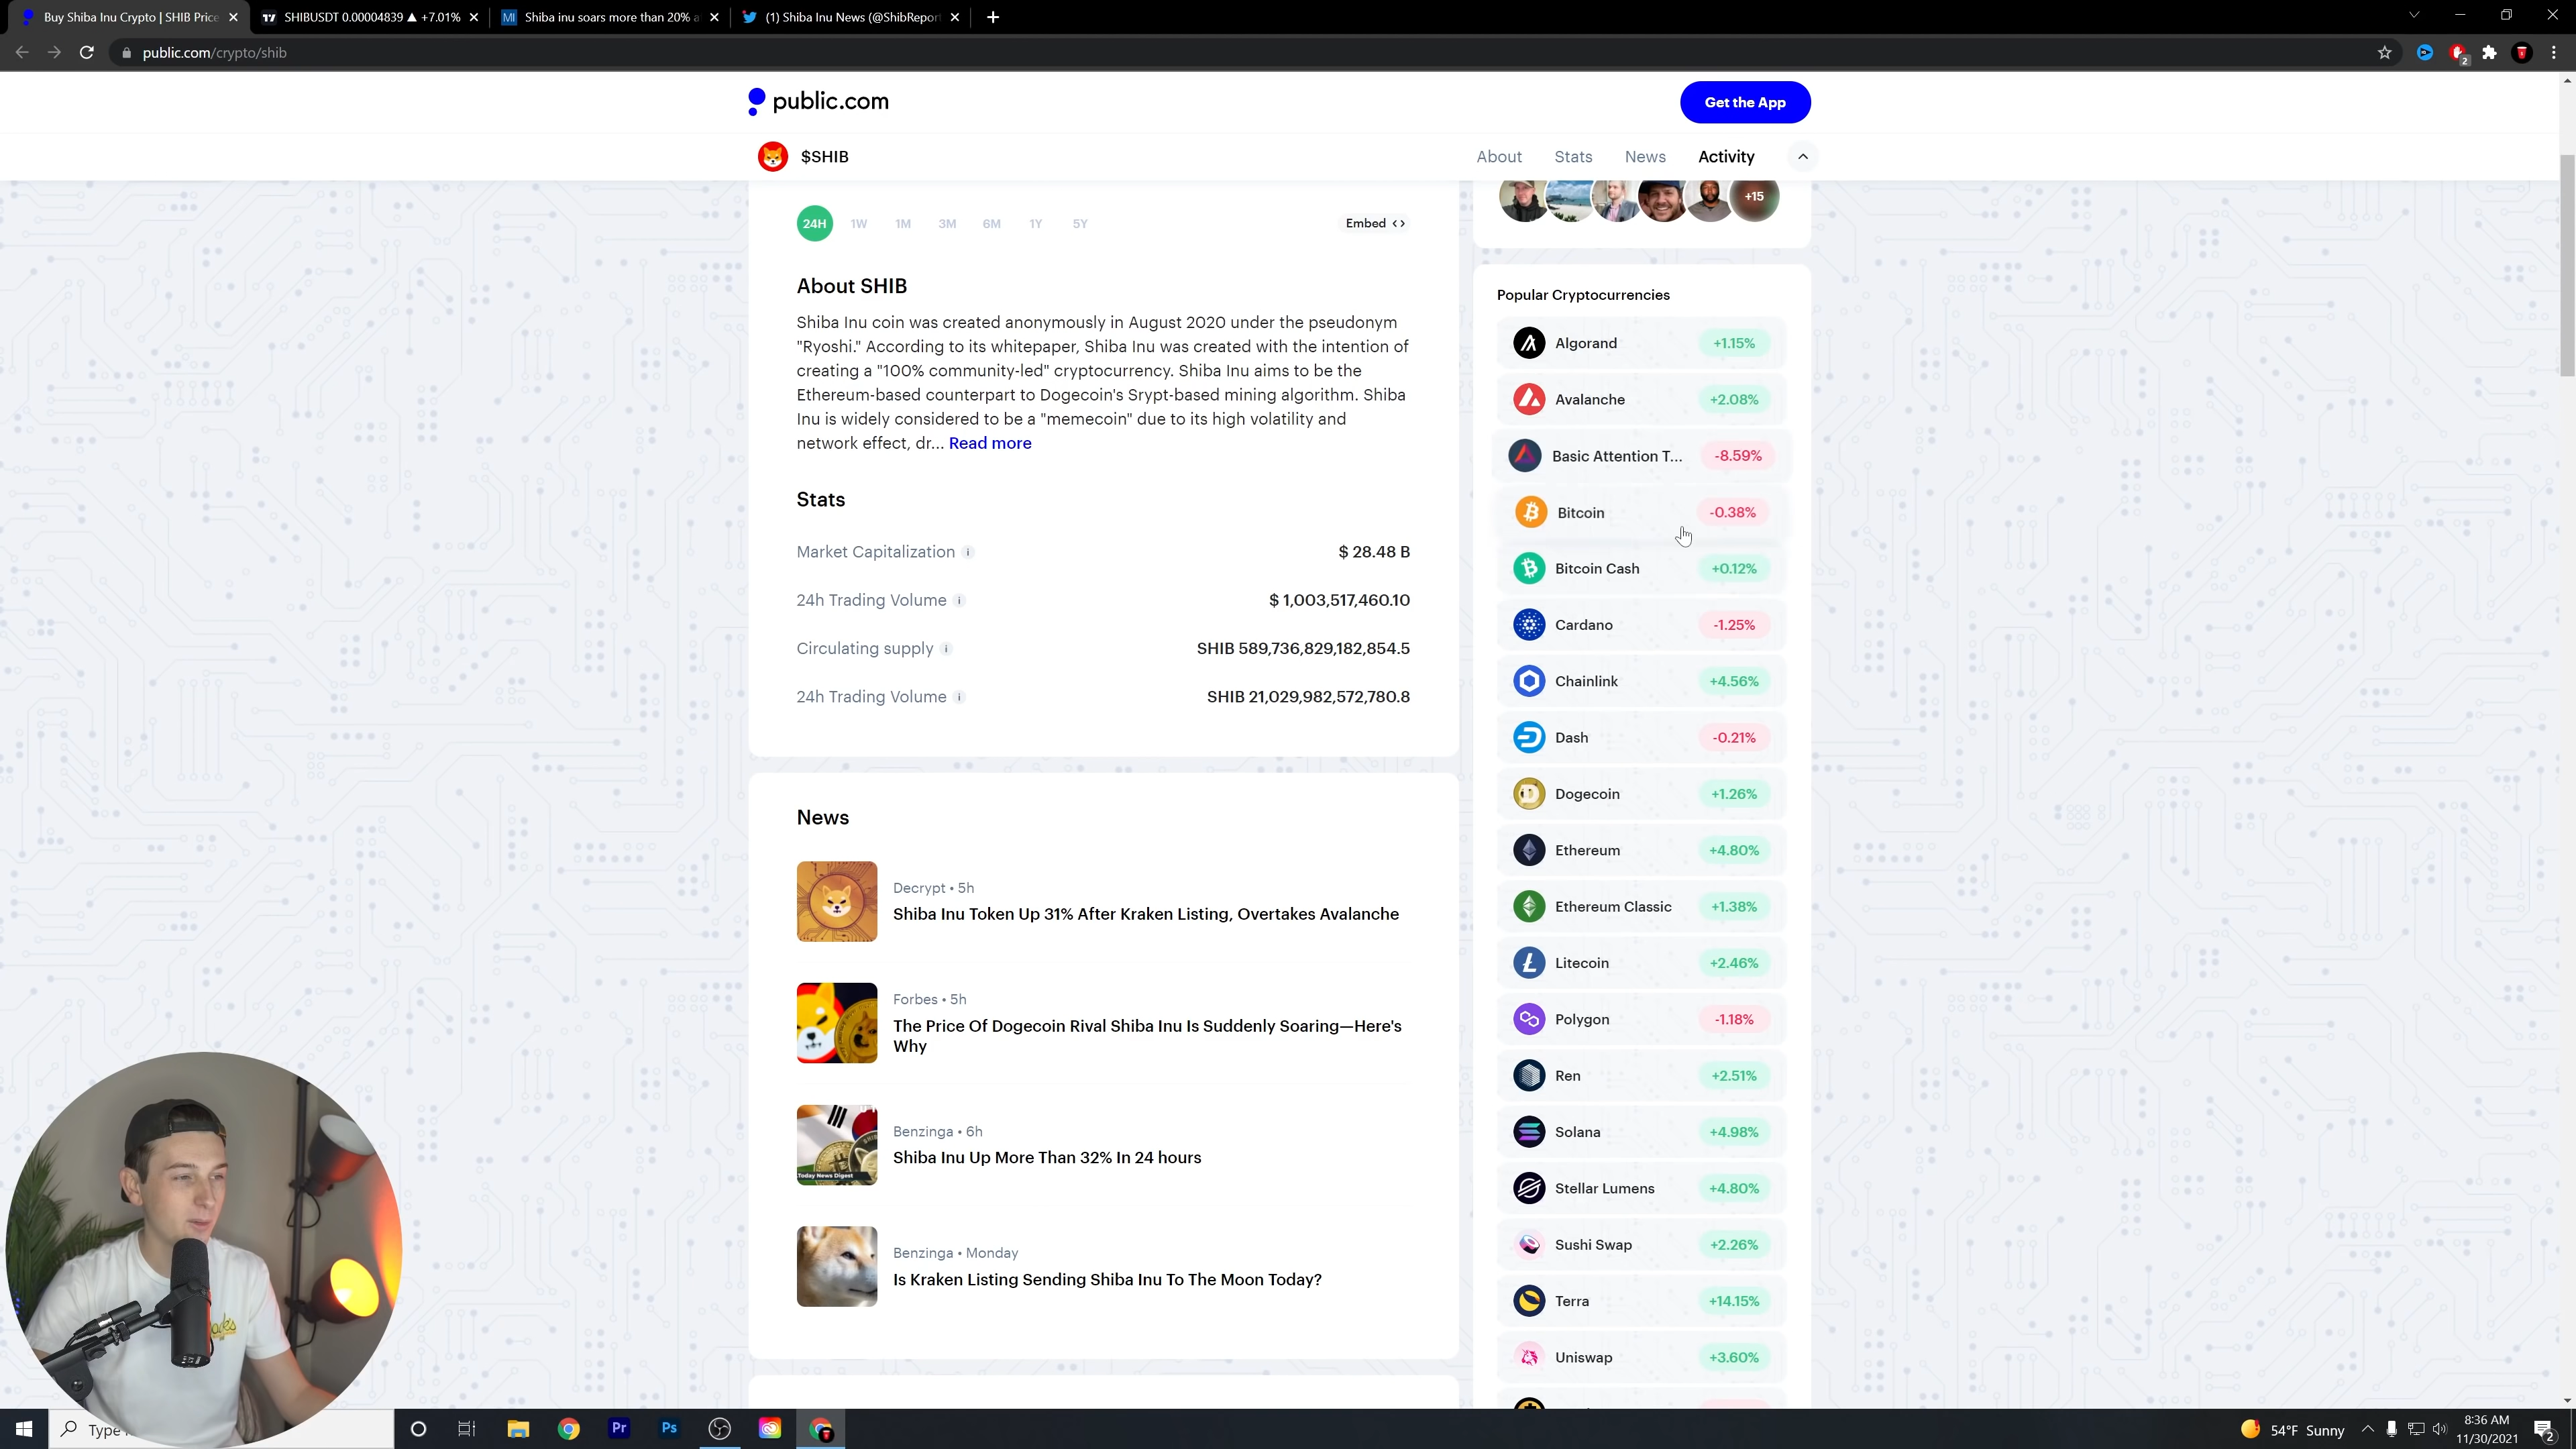 Buy Shiba Inu Crypto | SHIB Price
SHIBUSDT 0.00004839 ▲ +7.01%
MI
Shiba inu soars more than 20% a
(1) Shiba Inu News (@ShibRepor
public.com/crypto/shib
2
public.com
Get the App
$SHIB
About
Stats
News
Activity
24H
1W
1M
3M
6M
1Y
5Y
Embed <>
+15
About SHIB
Shiba Inu coin was created anonymously in August 2020 under the pseudonym
"Ryoshi." According to its whitepaper, Shiba Inu was created with the intention of
creating a "100% community-led" cryptocurrency. Shiba Inu aims to be the
Ethereum-based counterpart to Dogecoin's Srypt-based mining algorithm. Shiba
Inu is widely considered to be a "memecoin" due to its high volatility and
network effect, dr... Read more
Stats
Market Capitalization i
$ 28.48 B
24h Trading Volume i
$ 1,003,517,460.10
Circulating supply i
SHIB 589,736,829,182,854.5
24h Trading Volume i
SHIB 21,029,982,572,780.8
News
Decrypt • 5h
Shiba Inu Token Up 31% After Kraken Listing, Overtakes Avalanche
Forbes • 5h
The Price Of Dogecoin Rival Shiba Inu Is Suddenly Soaring—Here's
Why
Today News Digest
Benzinga • 6h
Shiba Inu Up More Than 32% In 24 hours
Benzinga • Monday
Is Kraken Listing Sending Shiba Inu To The Moon Today?
Popular Cryptocurrencies
Algorand +1.15%
Avalanche +2.08%
Basic Attention T... -8.59%
Bitcoin -0.38%
Bitcoin Cash +0.12%
Cardano -1.25%
Chainlink +4.56%
Dash -0.21%
Dogecoin +1.26%
Ethereum +4.80%
Ethereum Classic +1.38%
Litecoin +2.46%
Polygon -1.18%
Ren +2.51%
Solana +4.98%
Stellar Lumens +4.80%
Sushi Swap +2.26%
Terra +14.15%
Uniswap +3.60%
Type
Pr
Ps
54°F Sunny
8:36 AM
11/30/2021
2